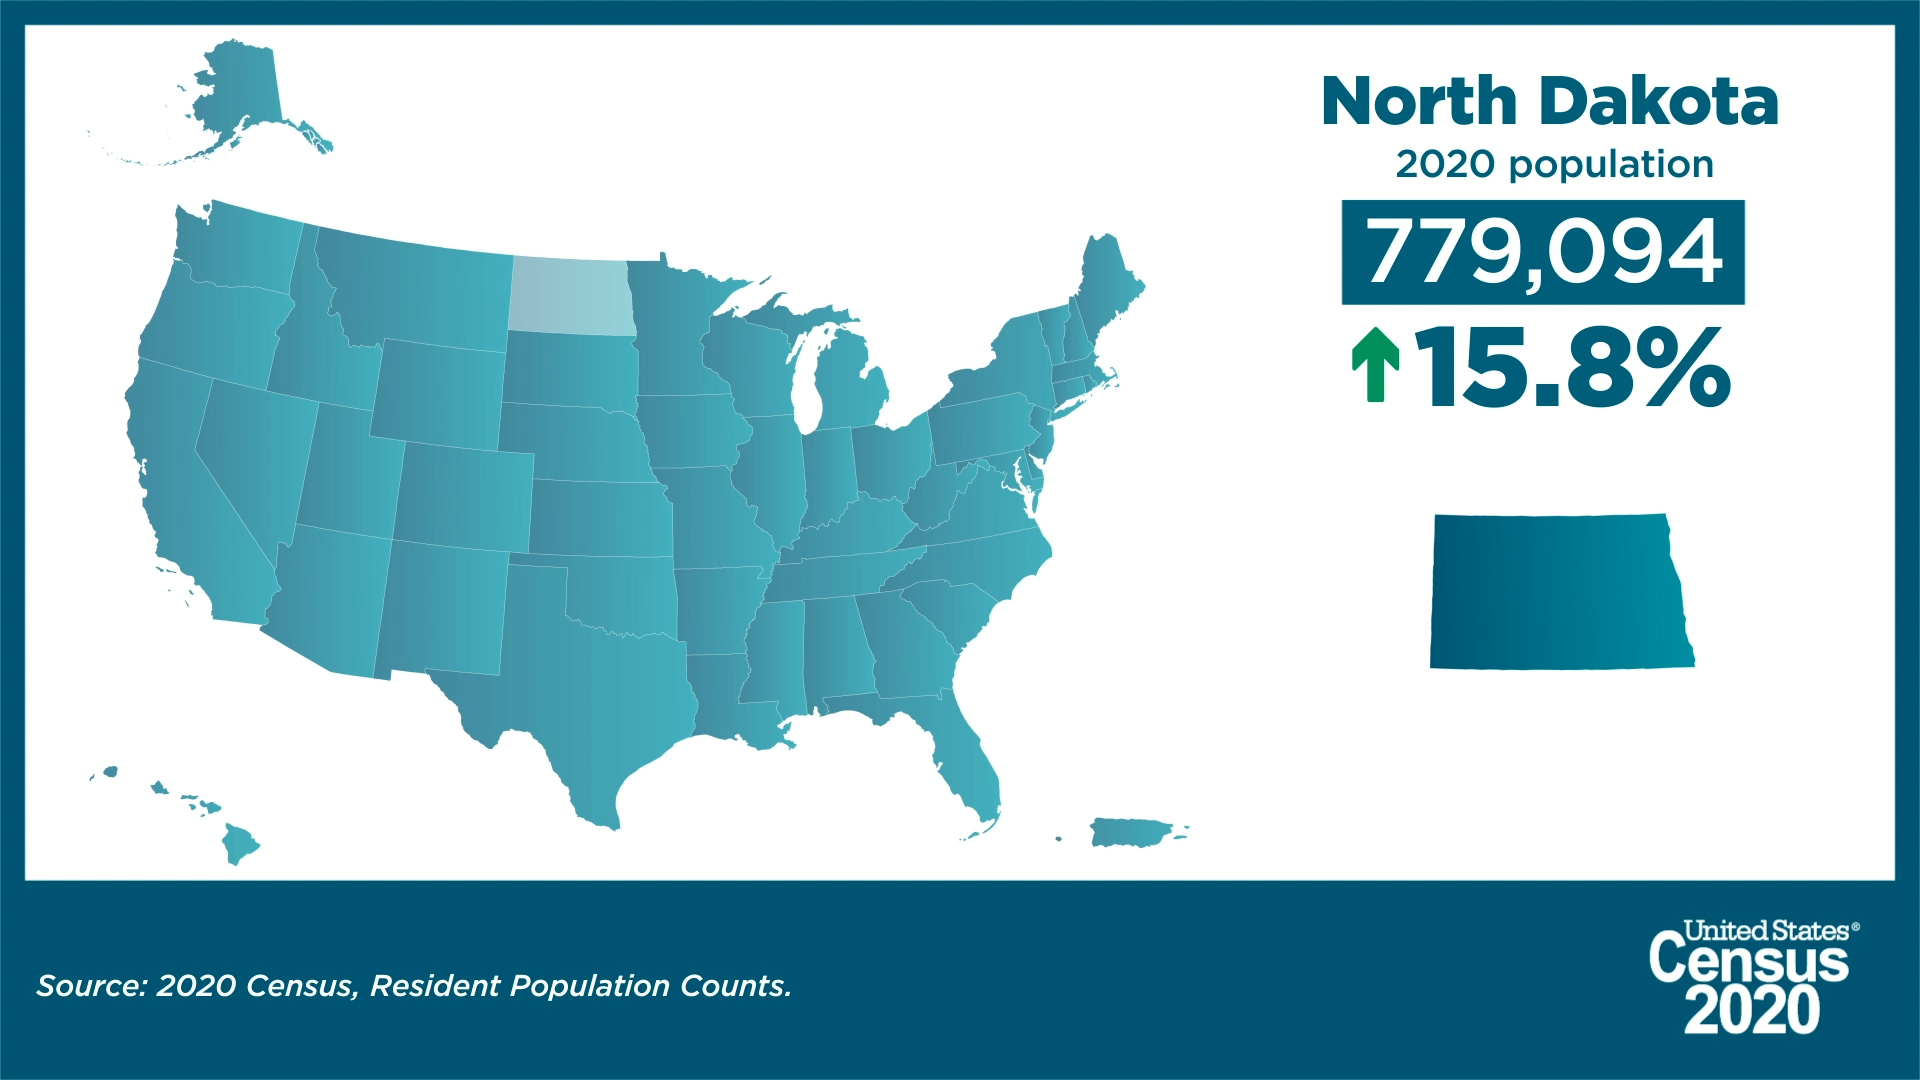 North Dakota
2020 population
779,094
15.8%
Source: 2020 Census, Resident Population Counts.
United States®
Census
2020